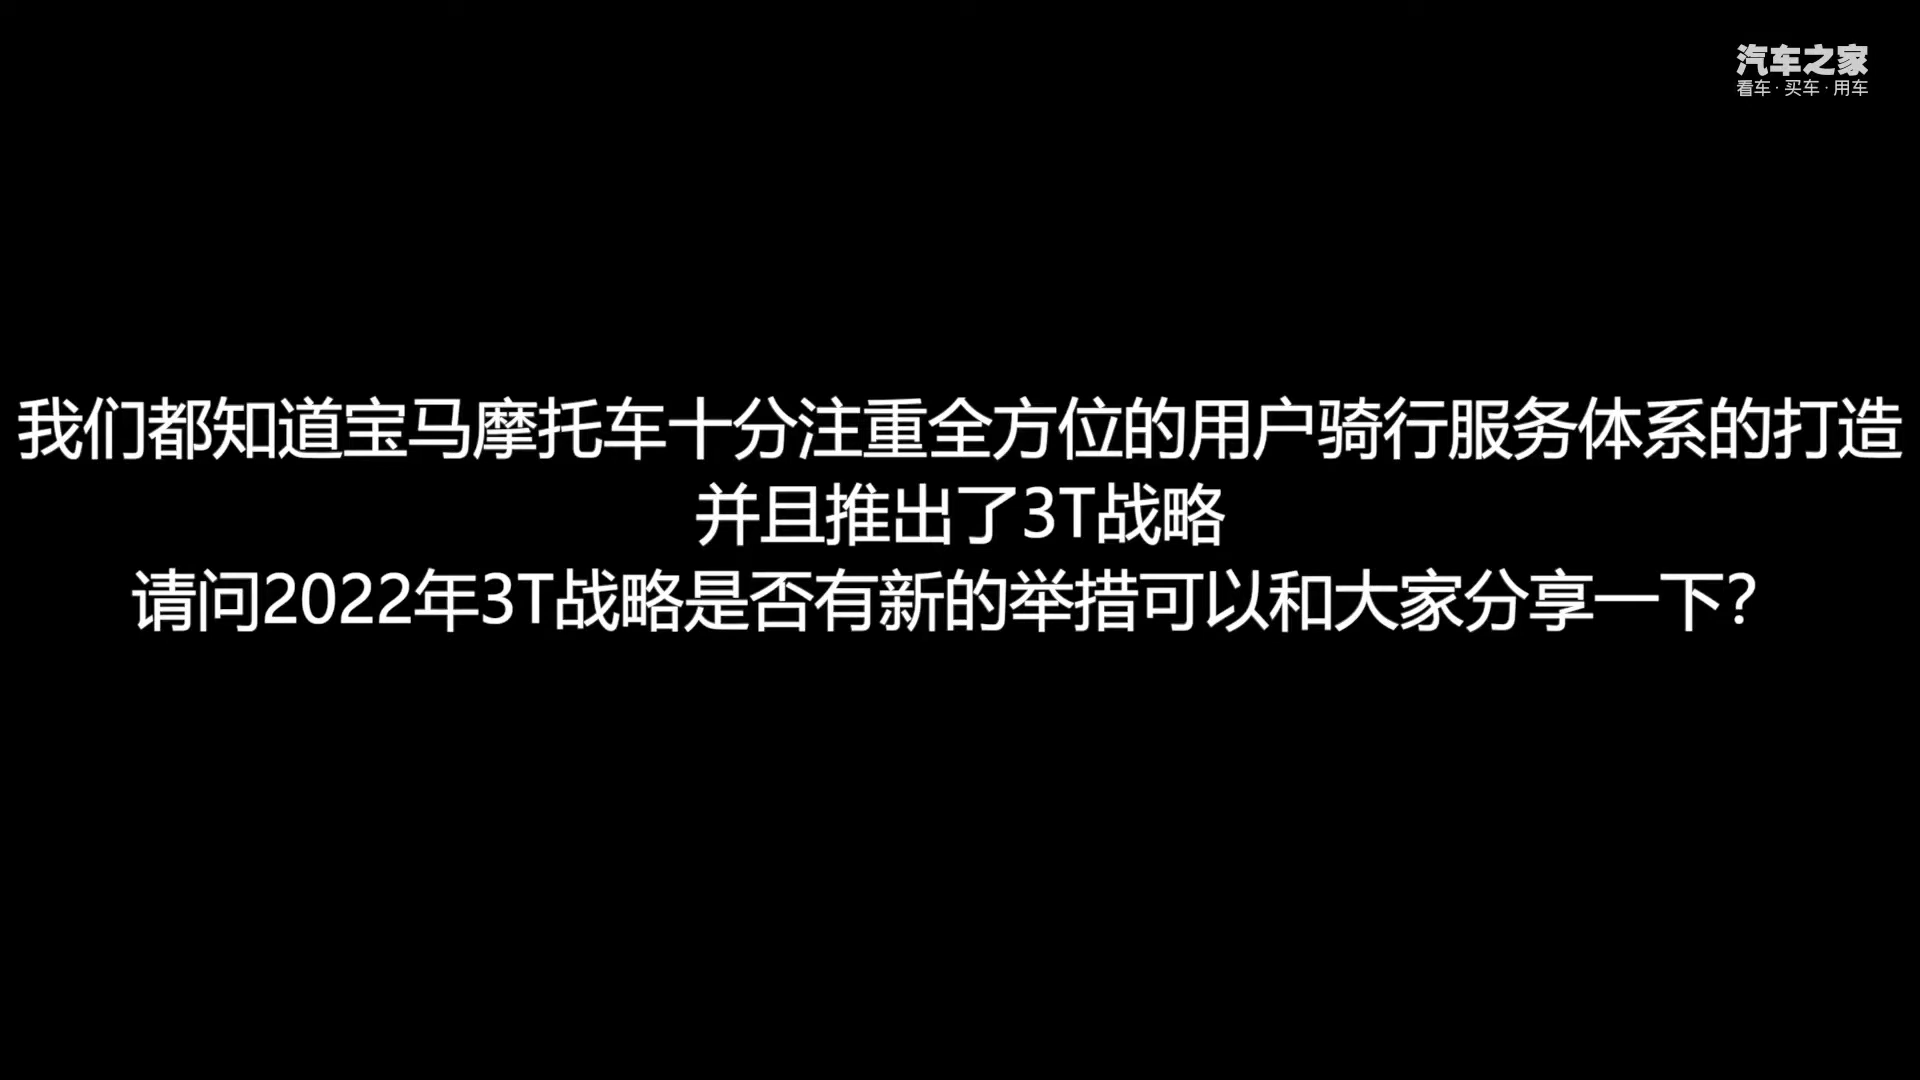 汽车之家
看车·买车·用车
我们都知道宝马摩托车十分注重全方位的用户骑行服务体系的打造
并且推出了3T战略
请问2022年3T战略是否有新的举措可以和大家分享一下?